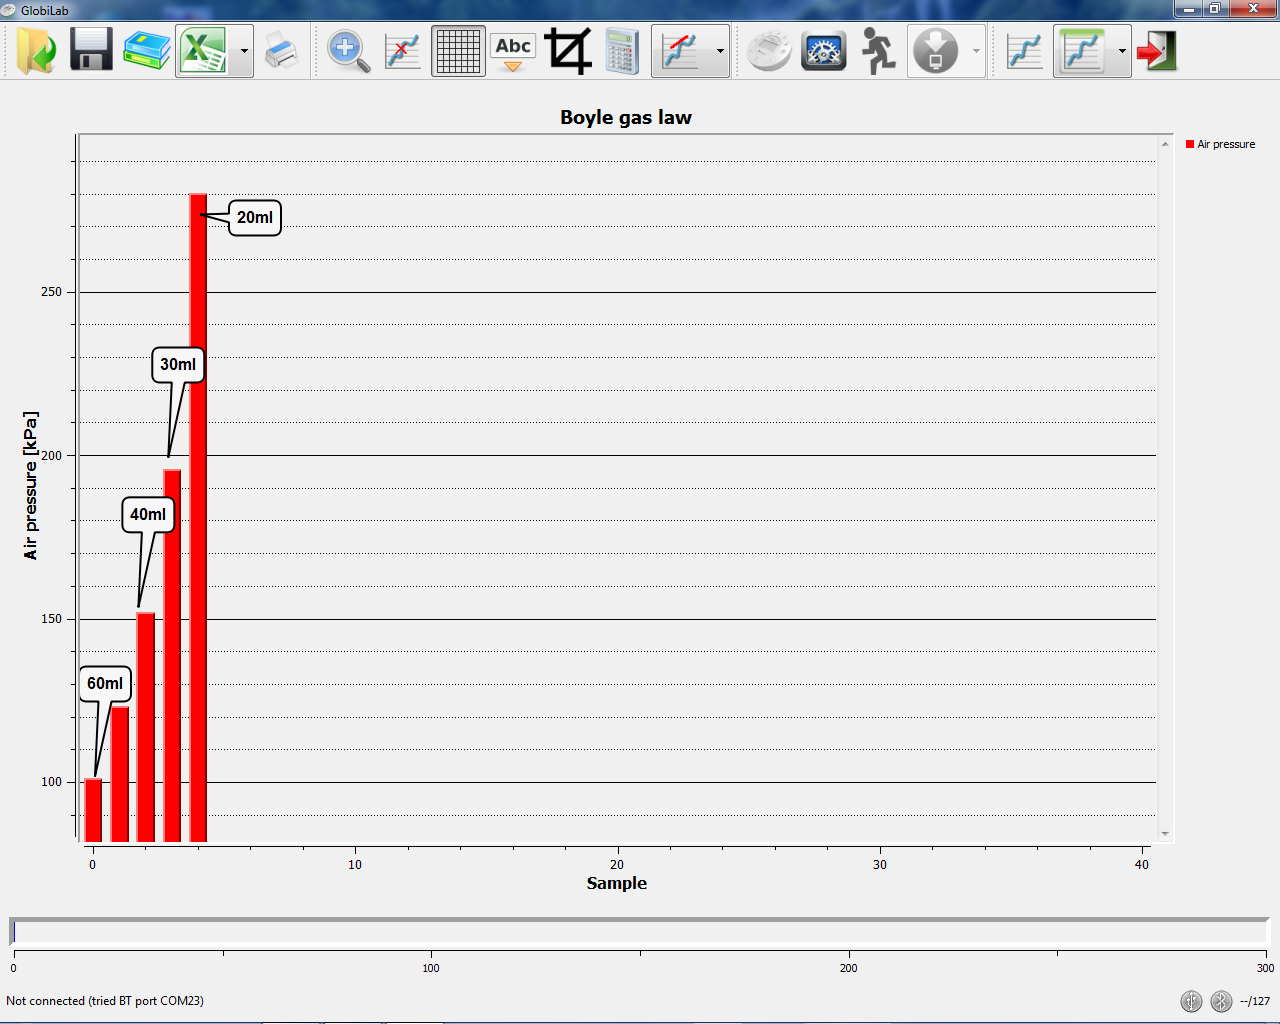 GlobiLab
Abc
Boyle gas law
Air pressure
20ml
250
30ml
200
Air pressure [kPa]
40ml
150
60ml
100
0 10 20 30 40
Sample
0 100 200 300
Not connected (tried BT port COM23)
--/127